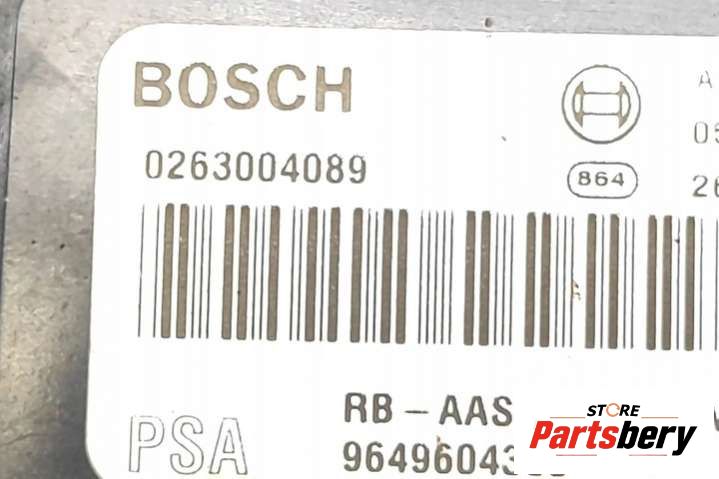 BOSCH
A
0263004089
864
PSA
RB-AAS
STORE
Partsbery